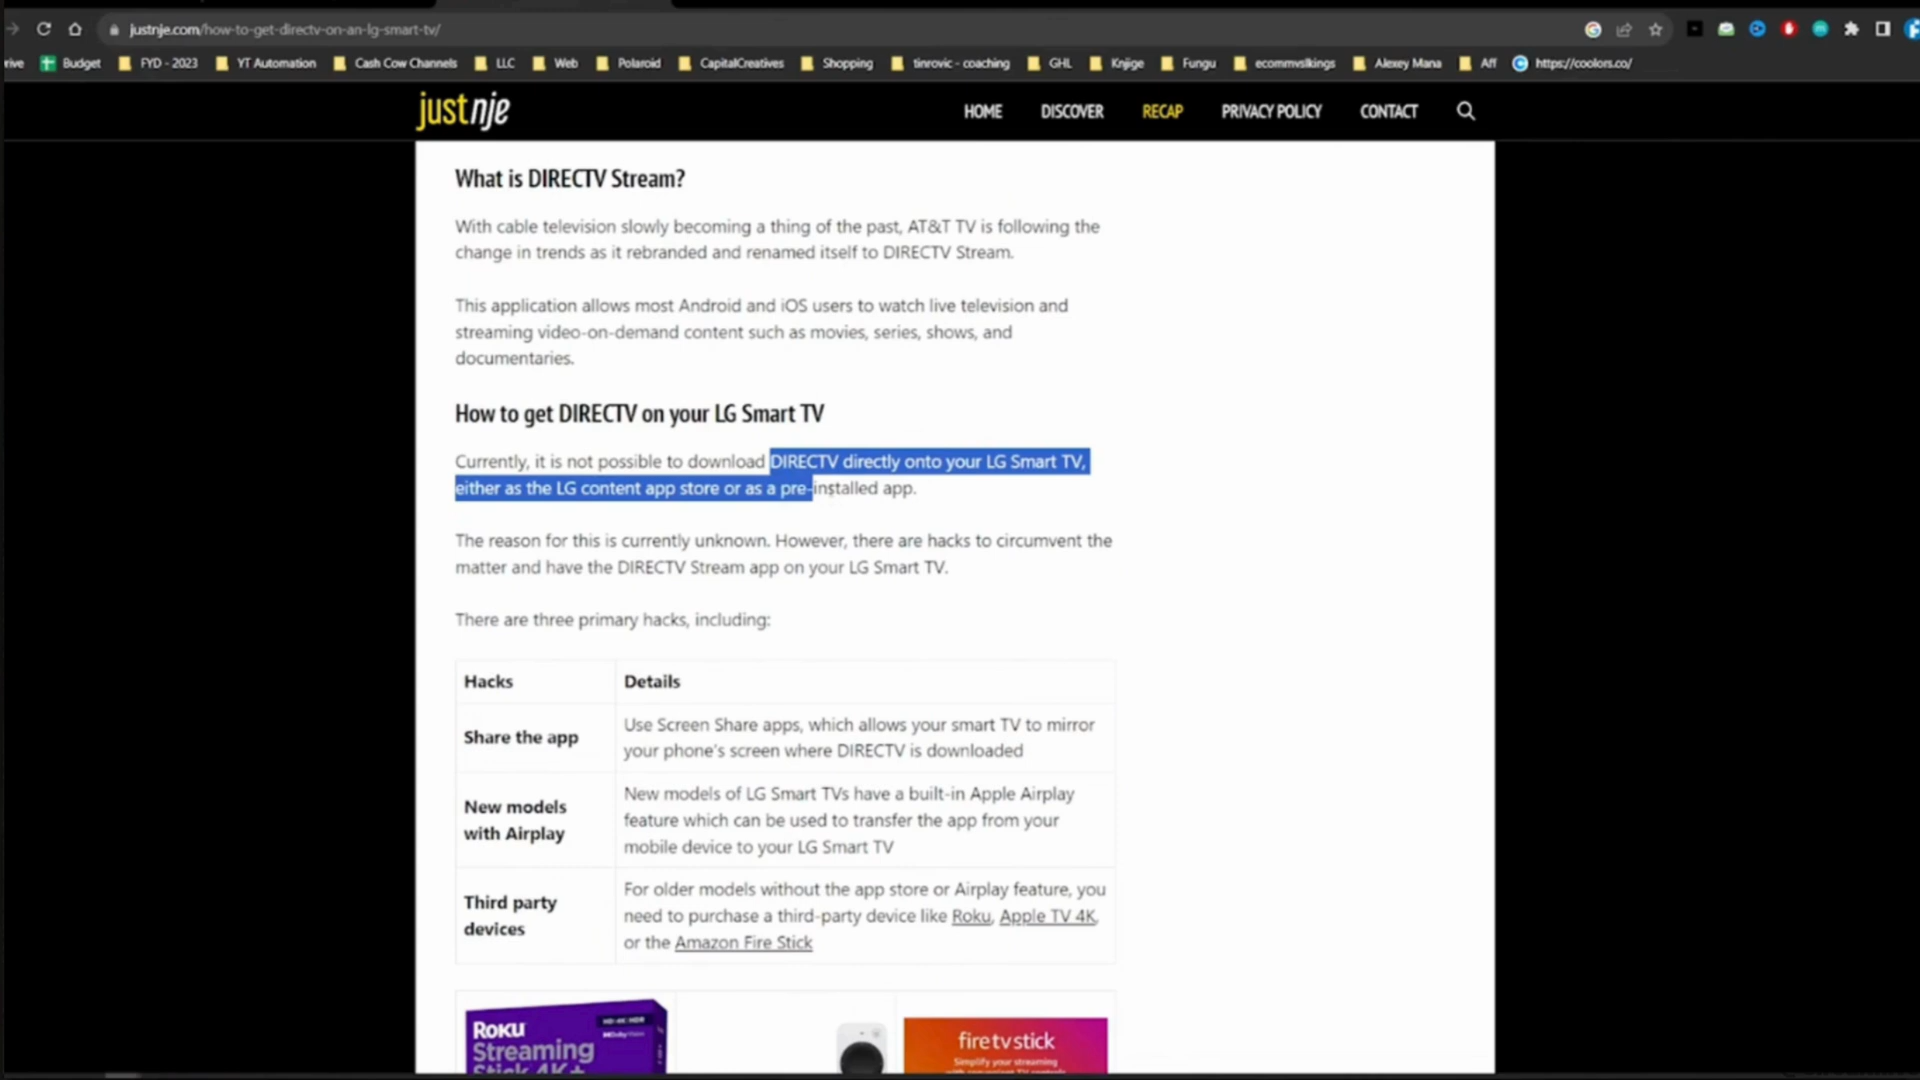 justnje.com/how-to-get-directv-on-an-lg-smart-tv/
rive Budget FYD - 2023 YT Automation Cash Cow Channels LLC Web Polaroid CapitalCreatives Shopping tinrovic - coaching GHL Knjige Fungu ecommvslkings Alexey Mana Aff https://coolors.co/
justnje HOME DISCOVER RECAP PRIVACY POLICY CONTACT
What is DIRECTV Stream?
With cable television slowly becoming a thing of the past, AT&T TV is following the
change in trends as it rebranded and renamed itself to DIRECTV Stream.
This application allows most Android and iOS users to watch live television and
streaming video-on-demand content such as movies, series, shows, and
documentaries.
How to get DIRECTV on your LG Smart TV
Currently, it is not possible to download DIRECTV directly onto your LG Smart TV,
either as the LG content app store or as a pre-installed app.
The reason for this is currently unknown. However, there are hacks to circumvent the
matter and have the DIRECTV Stream app on your LG Smart TV.
There are three primary hacks, including:
Hacks Details
Share the app
Use Screen Share apps, which allows your smart TV to mirror
your phone's screen where DIRECTV is downloaded
New models
with Airplay
New models of LG Smart TVs have a built-in Apple Airplay
feature which can be used to transfer the app from your
mobile device to your LG Smart TV
Third party
devices
For older models without the app store or Airplay feature, you
need to purchase a third-party device like Roku, Apple TV 4K,
or the Amazon Fire Stick
ROKU
Streaming
Stick 4K+
fire tv stick
Simplify your streaming